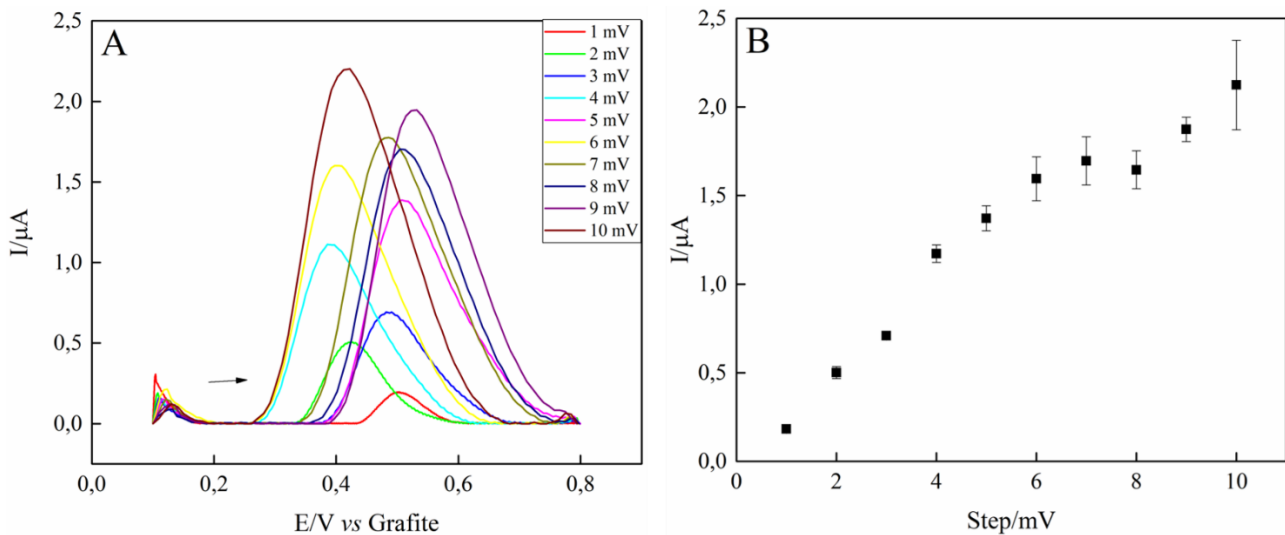 A
1 mV
2 mV
3 mV
4 mV
5 mV
6 mV
7 mV
8 mV
9 mV
10 mV
2,5
2,0
1,5
1,0
0,5
0,0
I/µA
0,0 0,2 0,4 0,6 0,8
E/V vs Grafite
B
2,5
2,0
1,5
1,0
0,5
0,0
I/µA
0 2 4 6 8 10
Step/mV